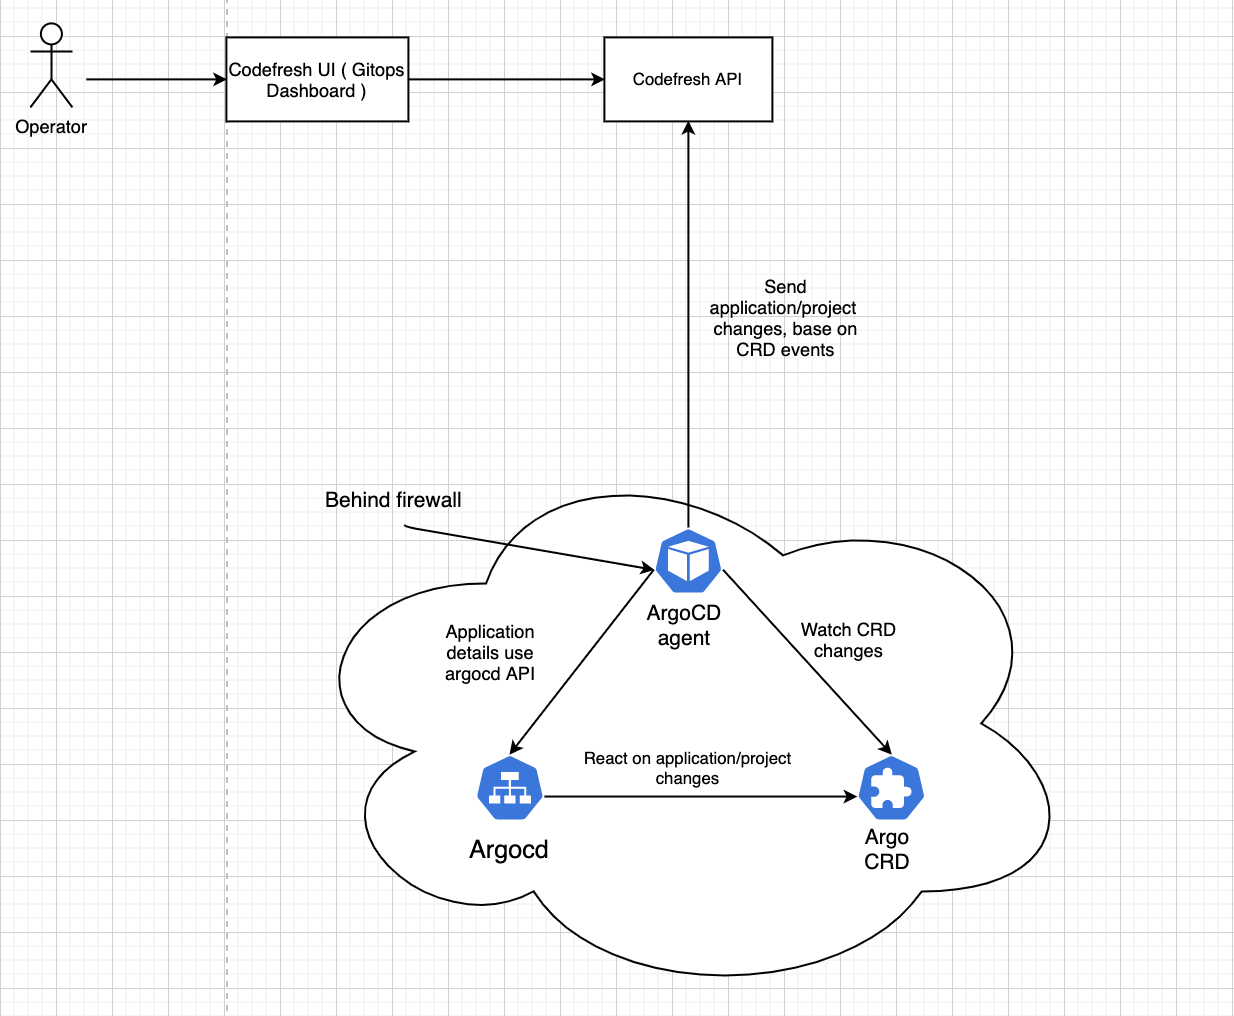 Codefresh UI ( Gitops
Dashboard )
Codefresh API
Operator
Send
application/project
changes, base on
CRD events
Behind firewall
ArgoCD
agent
Application
details use
argocd API
Watch CRD
changes
React on application/project
changes
Argocd
Argo
CRD